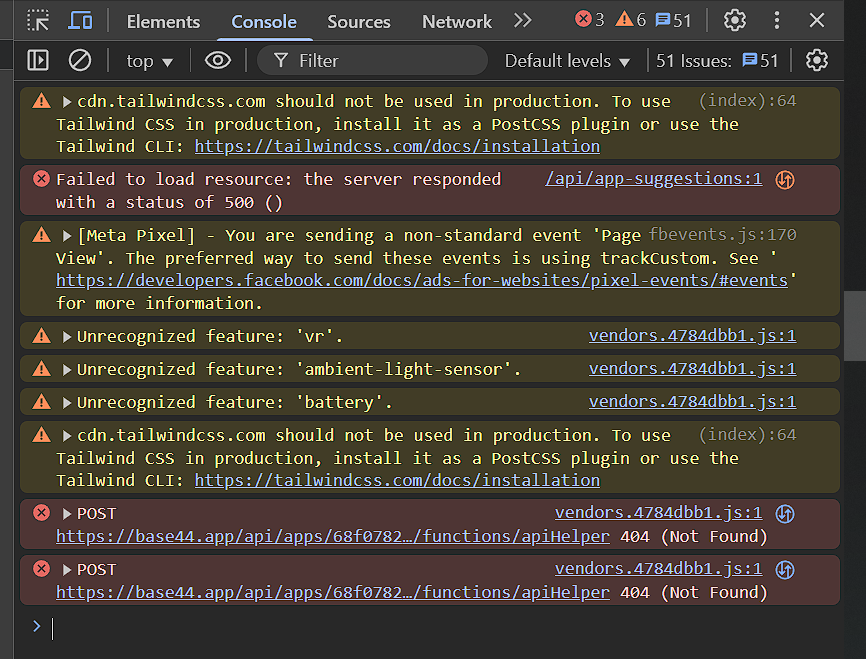 Elements Console Sources Network 3 6 51
top Filter Default levels 51 Issues: 51
cdn.tailwindcss.com should not be used in production. To use (index):64
Tailwind CSS in production, install it as a PostCSS plugin or use the
Tailwind CLI: https://tailwindcss.com/docs/installation
Failed to load resource: the server responded /api/app-suggestions:1
with a status of 500 ()
[Meta Pixel] - You are sending a non-standard event 'Page fbevents.js:170
View'. The preferred way to send these events is using trackCustom. See '
https://developers.facebook.com/docs/ads-for-websites/pixel-events/#events'
for more information.
Unrecognized feature: 'vr'. vendors.4784dbb1.js:1
Unrecognized feature: 'ambient-light-sensor'. vendors.4784dbb1.js:1
Unrecognized feature: 'battery'. vendors.4784dbb1.js:1
cdn.tailwindcss.com should not be used in production. To use (index):64
Tailwind CSS in production, install it as a PostCSS plugin or use the
Tailwind CLI: https://tailwindcss.com/docs/installation
POST vendors.4784dbb1.js:1
https://base44.app/api/apps/68f0782…/functions/apiHelper 404 (Not Found)
POST vendors.4784dbb1.js:1
https://base44.app/api/apps/68f0782…/functions/apiHelper 404 (Not Found)